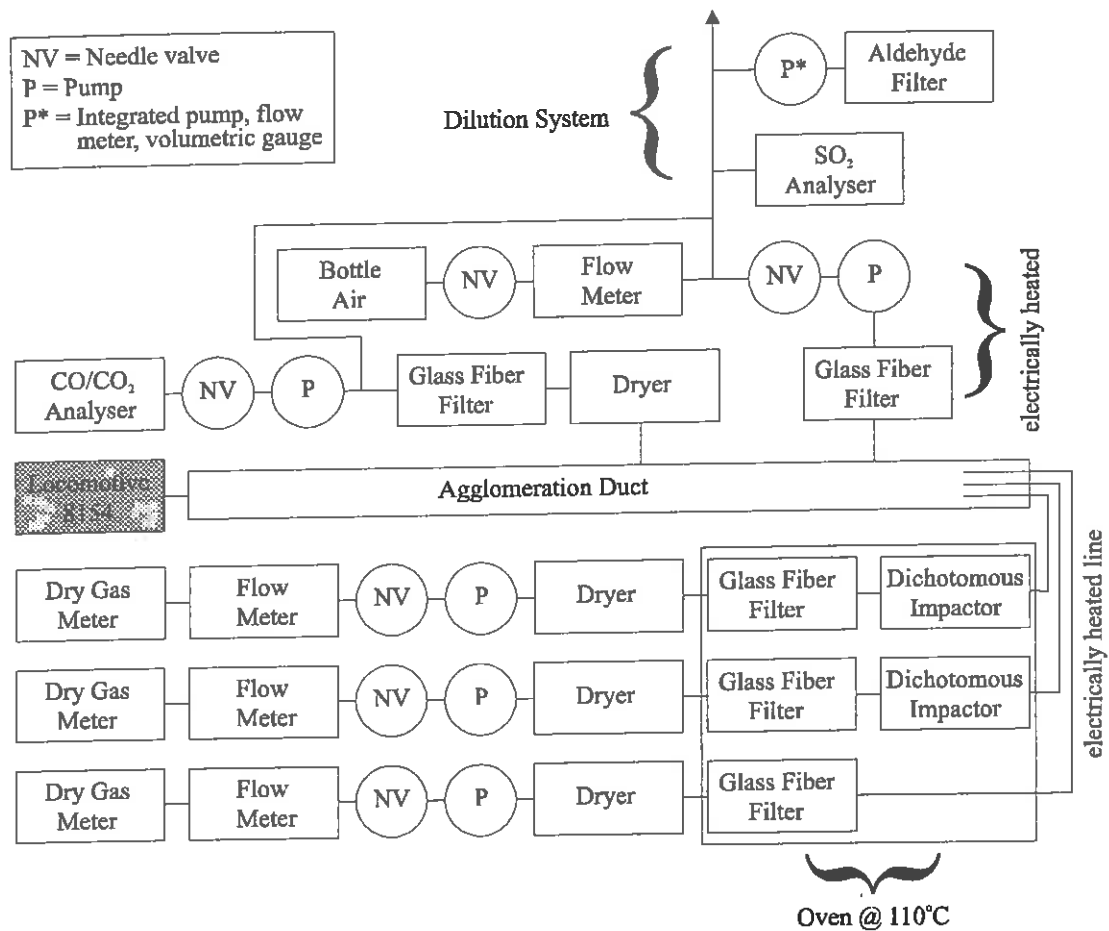 NV = Needle valve
P = Pump
P* = Integrated pump, flow
meter, volumetric gauge
Dilution System
P*
Aldehyde
Filter
SO₂
Analyser
Bottle
Air
NV
Flow
Meter
NV
P
electrically heated
CO/CO₂
Analyser
NV
P
Glass Fiber
Filter
Dryer
Glass Fiber
Filter
Locomotive
8154
Agglomeration Duct
Dry Gas
Meter
Flow
Meter
NV
P
Dryer
Glass Fiber
Filter
Dichotomous
Impactor
Dry Gas
Meter
Flow
Meter
NV
P
Dryer
Glass Fiber
Filter
Dichotomous
Impactor
Dry Gas
Meter
Flow
Meter
NV
P
Dryer
Glass Fiber
Filter
electrically heated line
Oven @ 110°C